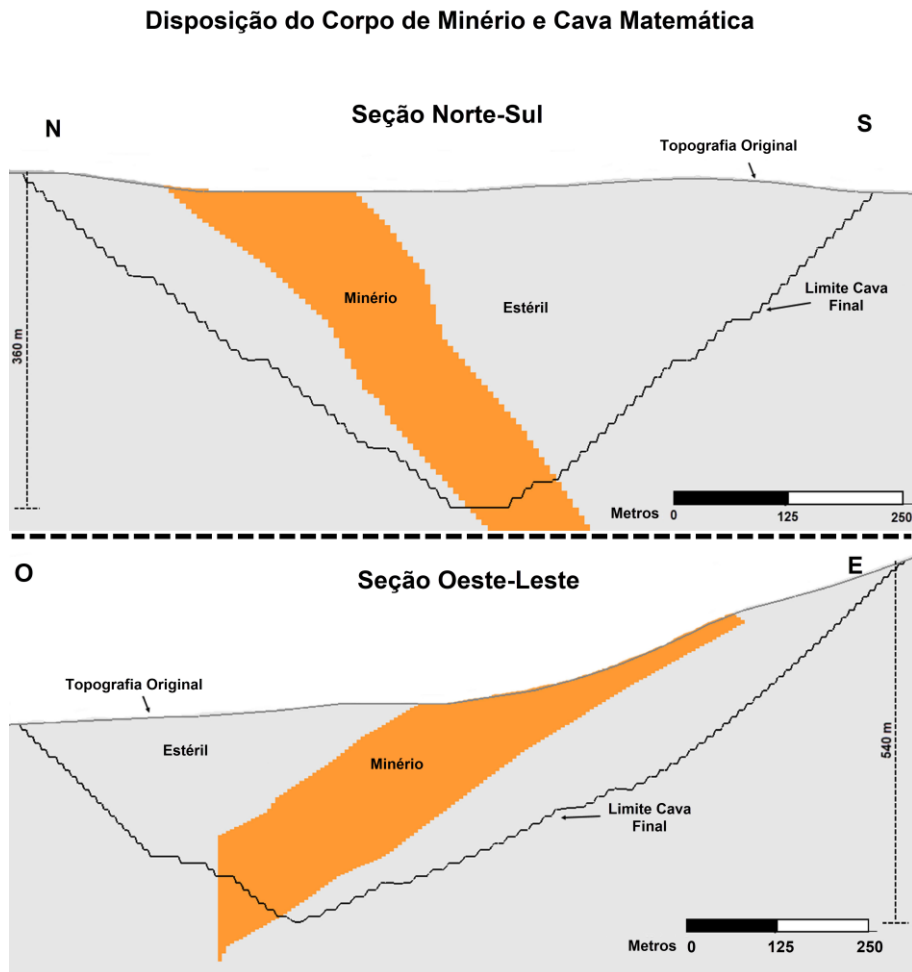 Disposição do Corpo de Minério e Cava Matemática
Seção Norte-Sul
N
S
Topografia Original
Minério
Estéril
Limite Cava
Final
360 m
Metros
0
125
250
O
Seção Oeste-Leste
E
Topografia Original
Estéril
Minério
540 m
Limite Cava
Final
Metros
0
125
250